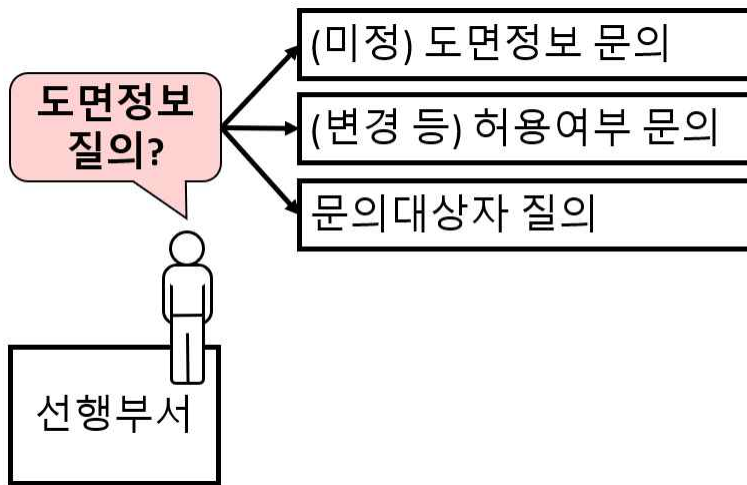 (미정) 도면정보 문의
도면정보
질의?
(변경 등) 허용여부 문의
문의대상자 질의
선행부서